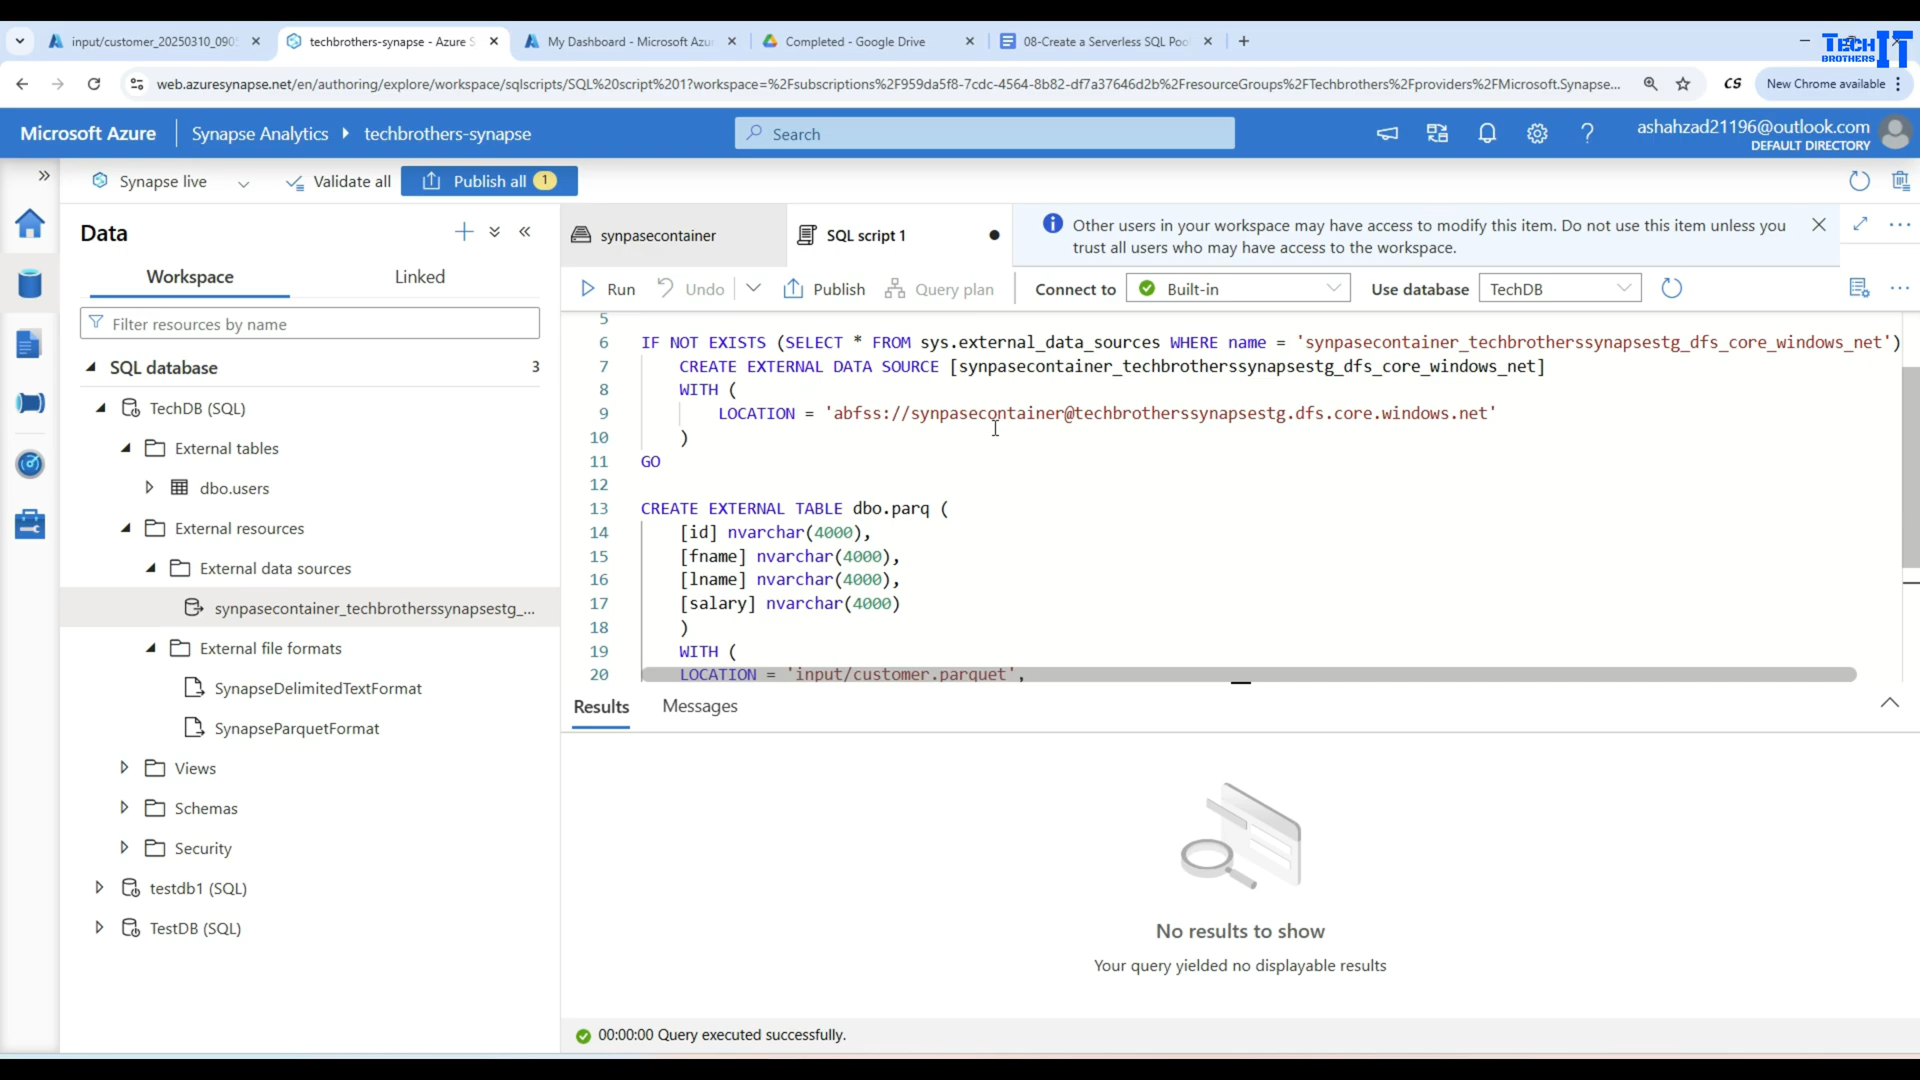 input/customer_20250310_090
techbrothers-synapse - Azure S
My Dashboard - Microsoft Azu
Completed - Google Drive
08-Create a Serverless SQL Poo
TECH
BROTHERS
IT
web.azuresynapse.net/en/authoring/explore/workspace/sqlscripts/SQL%20script%201?workspace=%2Fsubscriptions%2F959da5f8-7cdc-4564-8b82-df7a37646d2b%2FresourceGroups%2FTechbrothers%2Fproviders%2FMicrosoft.Synapse...
CS
New Chrome available
Microsoft Azure
Synapse Analytics
techbrothers-synapse
Search
ashahzad21196@outlook.com
DEFAULT DIRECTORY
Synapse live
Validate all
Publish all 1
Data
Workspace
Linked
Filter resources by name
SQL database 3
TechDB (SQL)
External tables
dbo.users
External resources
External data sources
synpasecontainer_techbrotherssynapsestg_...
External file formats
SynapseDelimitedTextFormat
SynapseParquetFormat
Views
Schemas
Security
testdb1 (SQL)
TestDB (SQL)
synpasecontainer
SQL script 1
Other users in your workspace may have access to modify this item. Do not use this item unless you
trust all users who may have access to the workspace.
Run
Undo
Publish
Query plan
Connect to
Built-in
Use database
TechDB
5
6 IF NOT EXISTS (SELECT * FROM sys.external_data_sources WHERE name = 'synpasecontainer_techbrotherssynapsestg_dfs_core_windows_net')
7 CREATE EXTERNAL DATA SOURCE [synpasecontainer_techbrotherssynapsestg_dfs_core_windows_net]
8 WITH (
9 LOCATION = 'abfss://synpasecontainer@techbrotherssynapsestg.dfs.core.windows.net'
10 )
11 GO
12
13 CREATE EXTERNAL TABLE dbo.parq (
14 [id] nvarchar(4000),
15 [fname] nvarchar(4000),
16 [lname] nvarchar(4000),
17 [salary] nvarchar(4000)
18 )
19 WITH (
20 LOCATION = 'input/customer.parquet',
Results
Messages
No results to show
Your query yielded no displayable results
00:00:00 Query executed successfully.